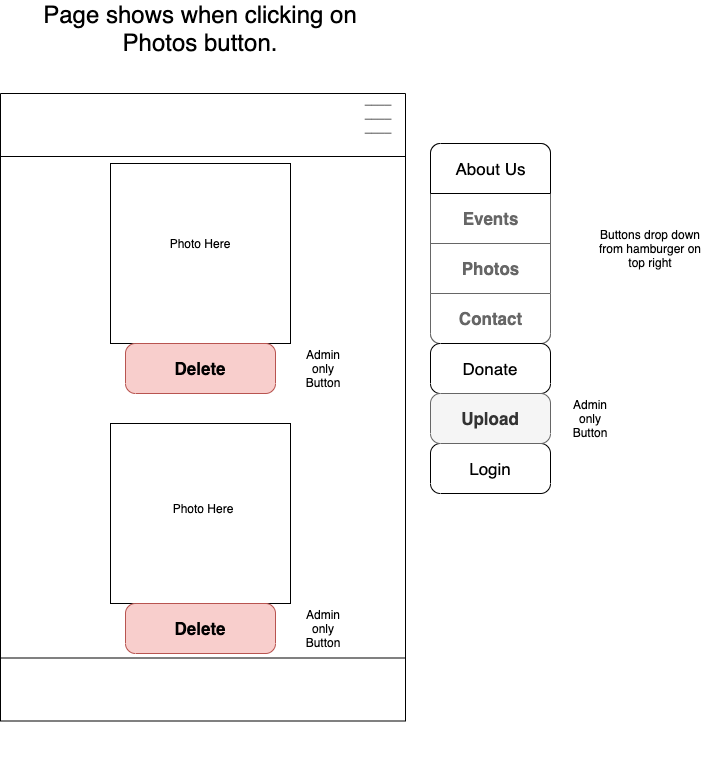 Page shows when clicking on
Photos button.
Photo Here
Delete
Admin
only
Button
Photo Here
Delete
Admin
only
Button
About Us
Events
Photos
Contact
Donate
Upload
Login
Buttons drop down
from hamburger on
top right
Admin
only
Button